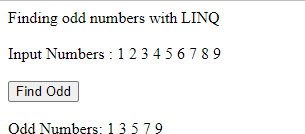 Finding odd numbers with LINQ
Input Numbers : 1 2 3 4 5 6 7 8 9
Find Odd
Odd Numbers: 1 3 5 7 9